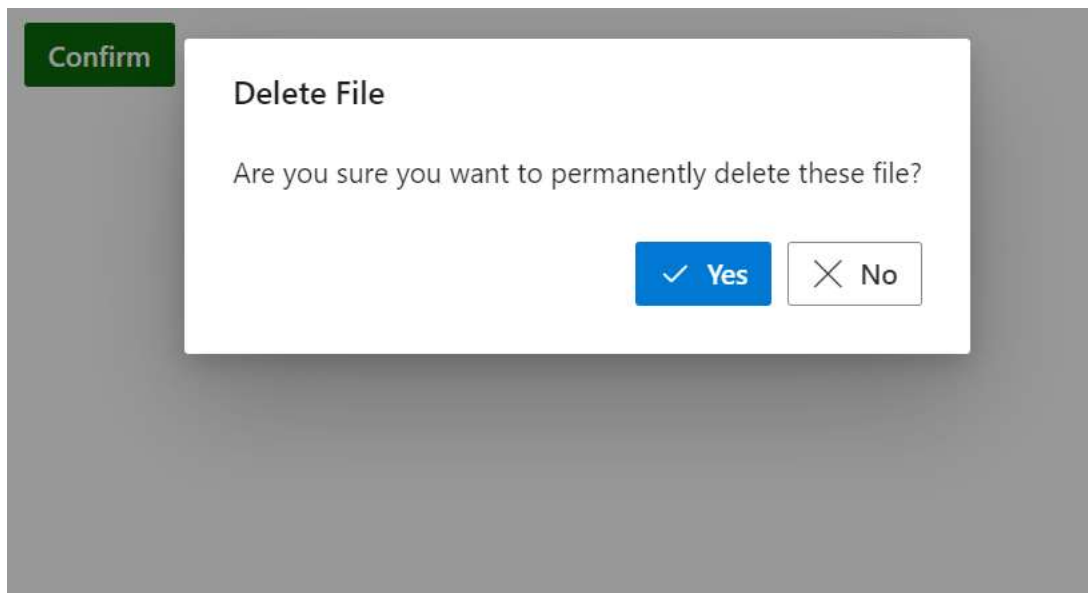 Confirm
Delete File
Are you sure you want to permanently delete these file?
Yes
No